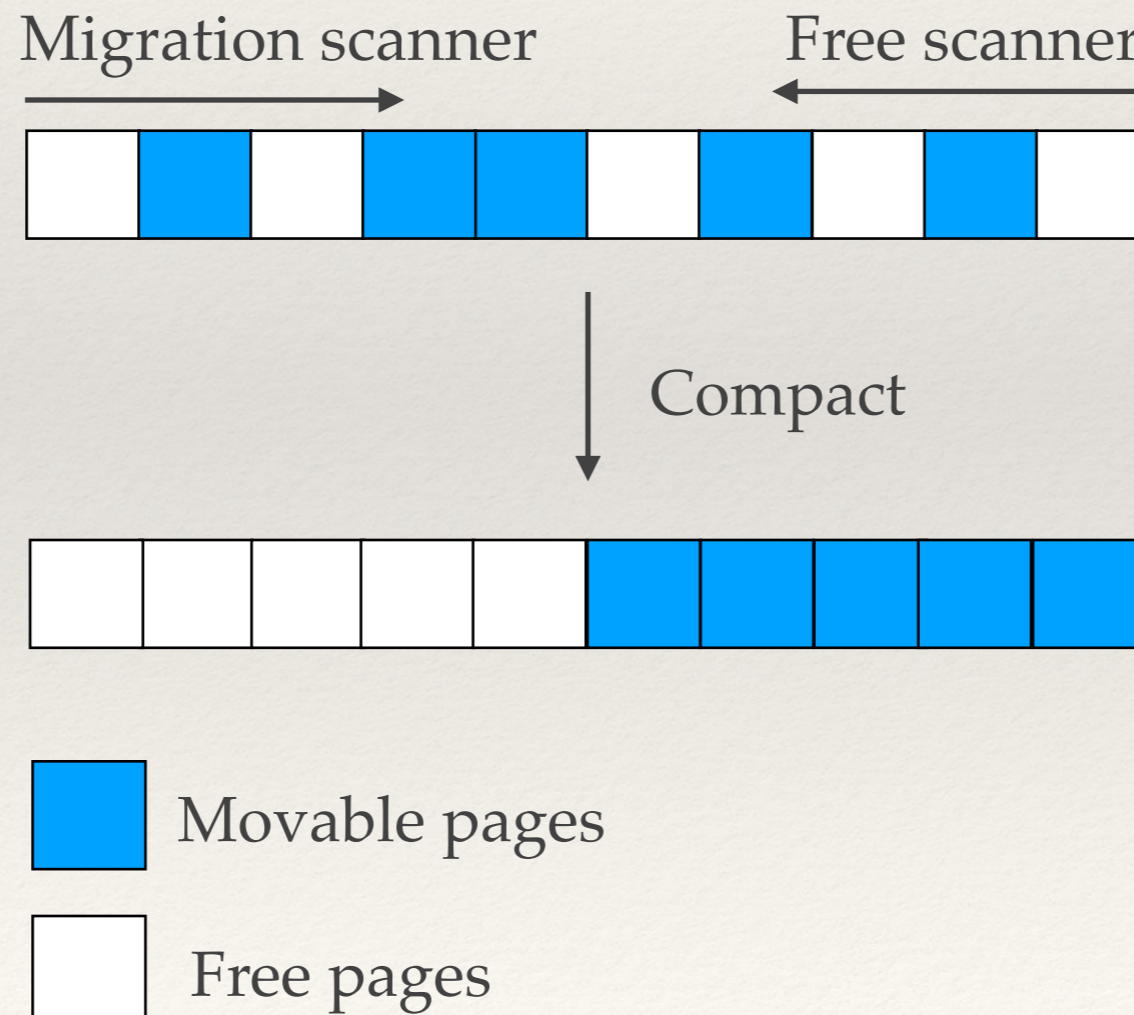 Migration scanner
Free scanner
Compact
Movable pages
Free pages